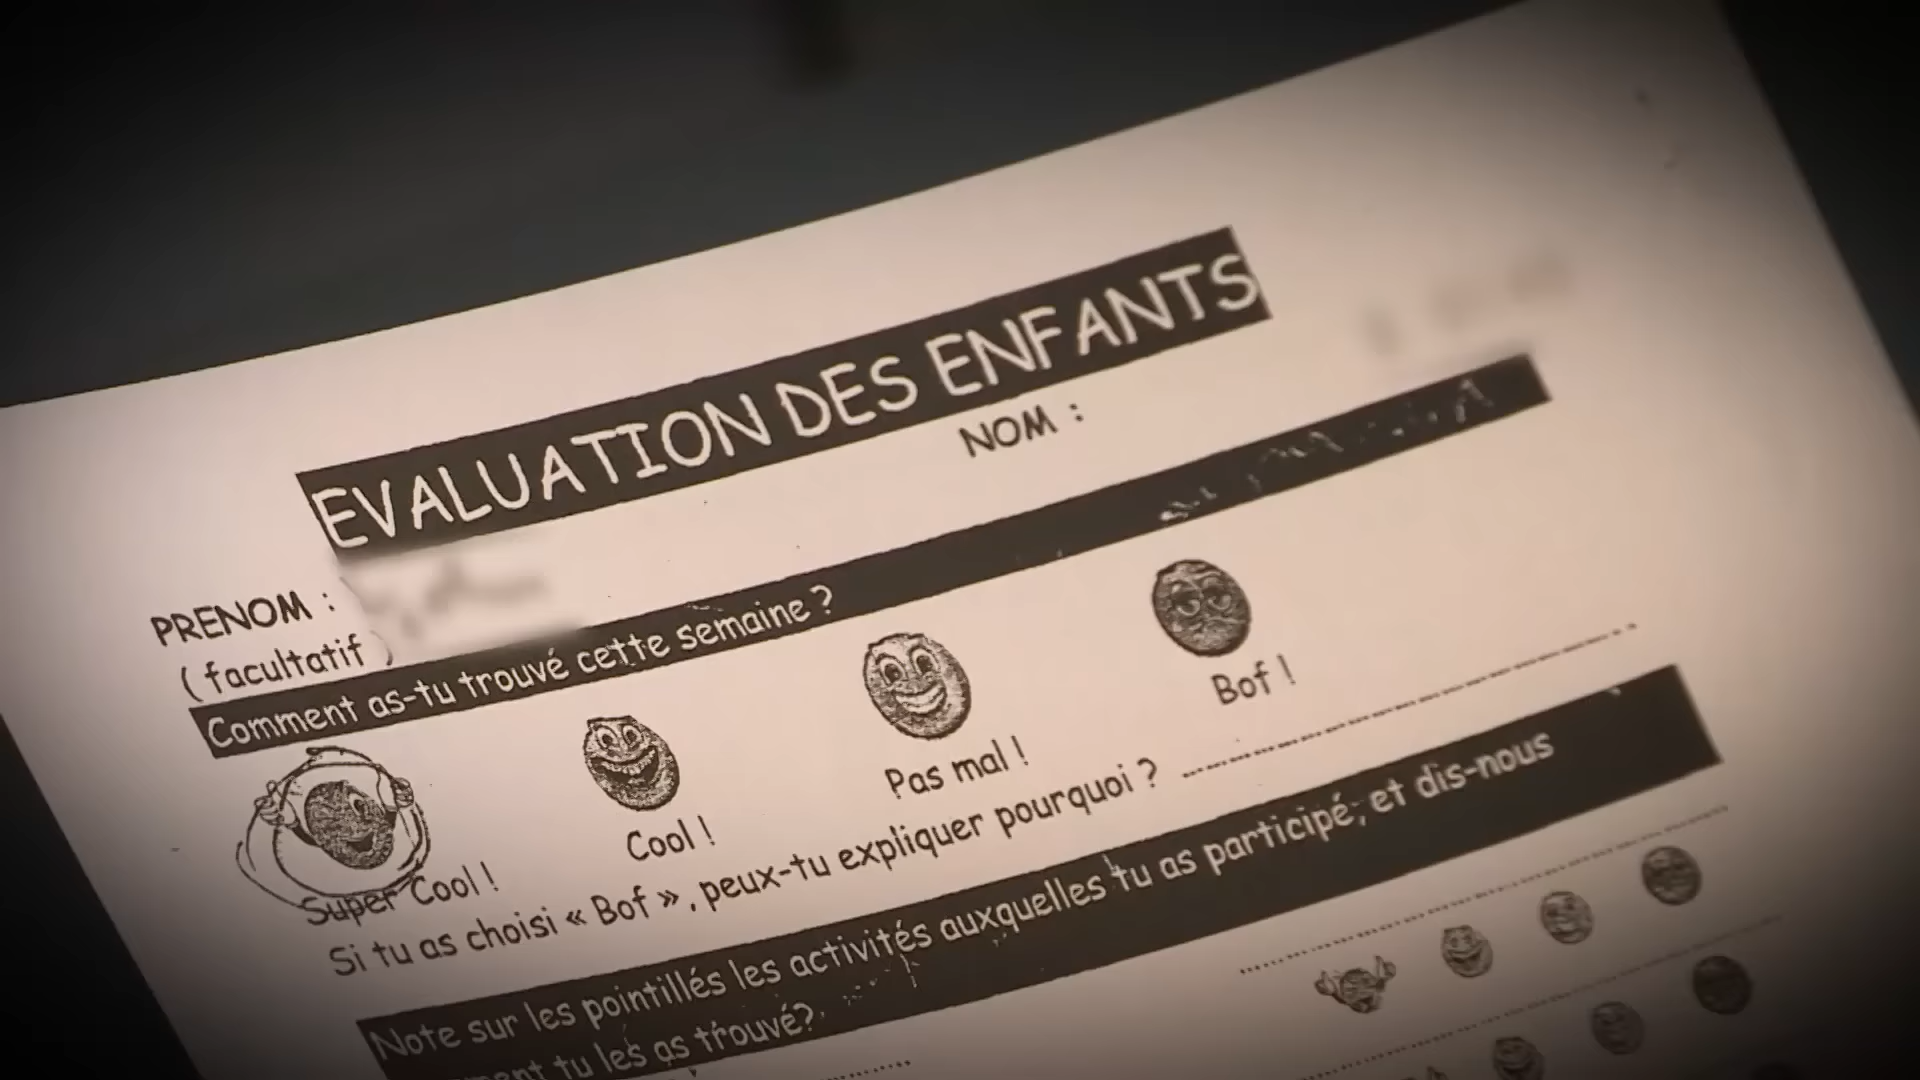 EVALUATION DES ENFANTS
NOM :
PRENOM :
( facultatif )
Comment as-tu trouvé cette semaine ?
Super Cool !
Cool !
Pas mal !
Bof !
Si tu as choisi « Bof », peux-tu expliquer pourquoi ?
Note sur les pointillés les activités auxquelles tu as participé, et dis-nous
tu les as trouvé?